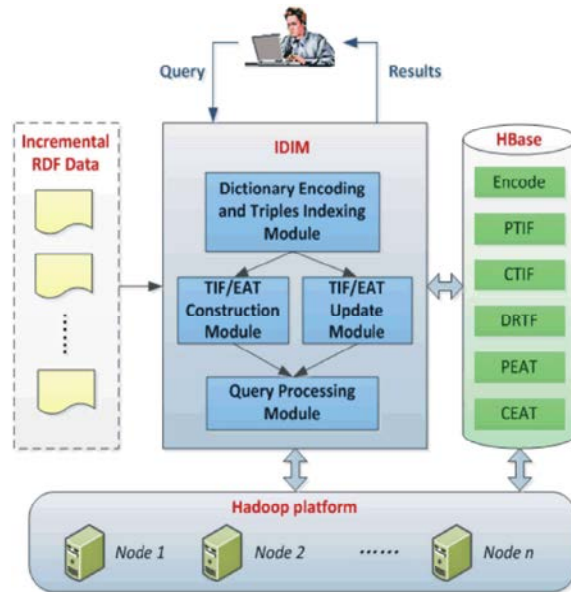 Query
Results
Incremental
RDF Data
IDIM
Dictionary Encoding
and Triples Indexing
Module
TIF/EAT
Construction
Module
TIF/EAT
Update
Module
Query Processing
Module
HBase
Encode
PTIF
CTIF
DRTF
PEAT
CEAT
Hadoop platform
Node 1
Node 2
......
Node n